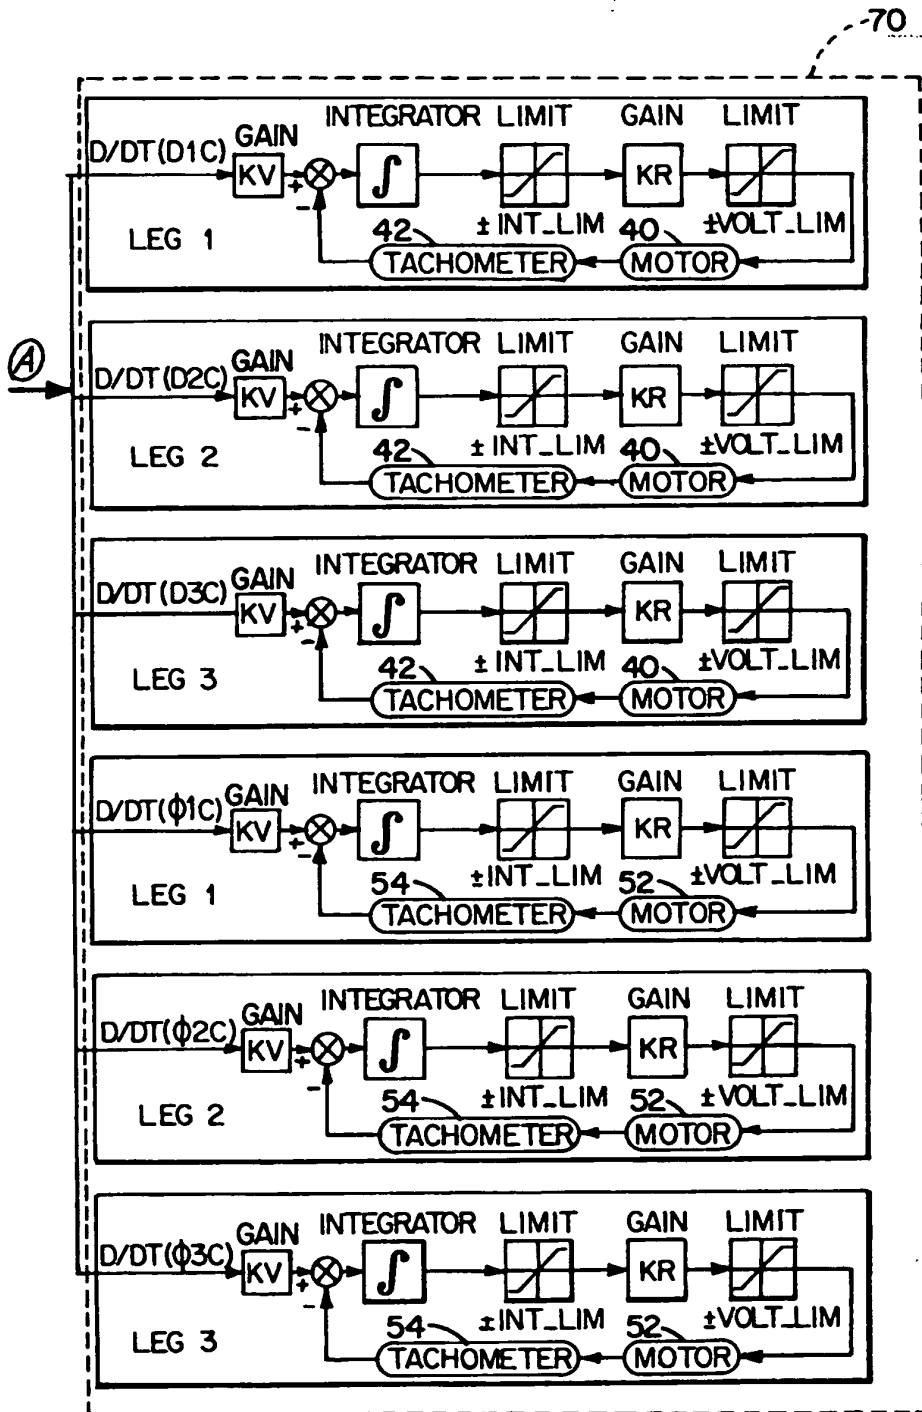 70
INTEGRATOR LIMIT GAIN LIMIT
GAIN
D/DT(D1C)
KV + ∫ KR
-
± INT_LIM ±VOLT_LIM
LEG 1 42 40
TACHOMETER MOTOR
A
INTEGRATOR LIMIT GAIN LIMIT
GAIN
D/DT(D2C)
KV + ∫ KR
-
± INT_LIM ±VOLT_LIM
LEG 2 42 40
TACHOMETER MOTOR
INTEGRATOR LIMIT GAIN LIMIT
GAIN
D/DT(D3C)
KV + ∫ KR
-
± INT_LIM ±VOLT_LIM
LEG 3 42 40
TACHOMETER MOTOR
INTEGRATOR LIMIT GAIN LIMIT
GAIN
D/DT(ϕ1C)
KV + ∫ KR
-
±INT_LIM ±VOLT_LIM
LEG 1 54 52
TACHOMETER MOTOR
INTEGRATOR LIMIT GAIN LIMIT
GAIN
D/DT(ϕ2C)
KV + ∫ KR
-
±INT_LIM ±VOLT_LIM
LEG 2 54 52
TACHOMETER MOTOR
INTEGRATOR LIMIT GAIN LIMIT
GAIN
D/DT(ϕ3C)
KV + ∫ KR
-
±INT_LIM ±VOLT_LIM
LEG 3 54 52
TACHOMETER MOTOR